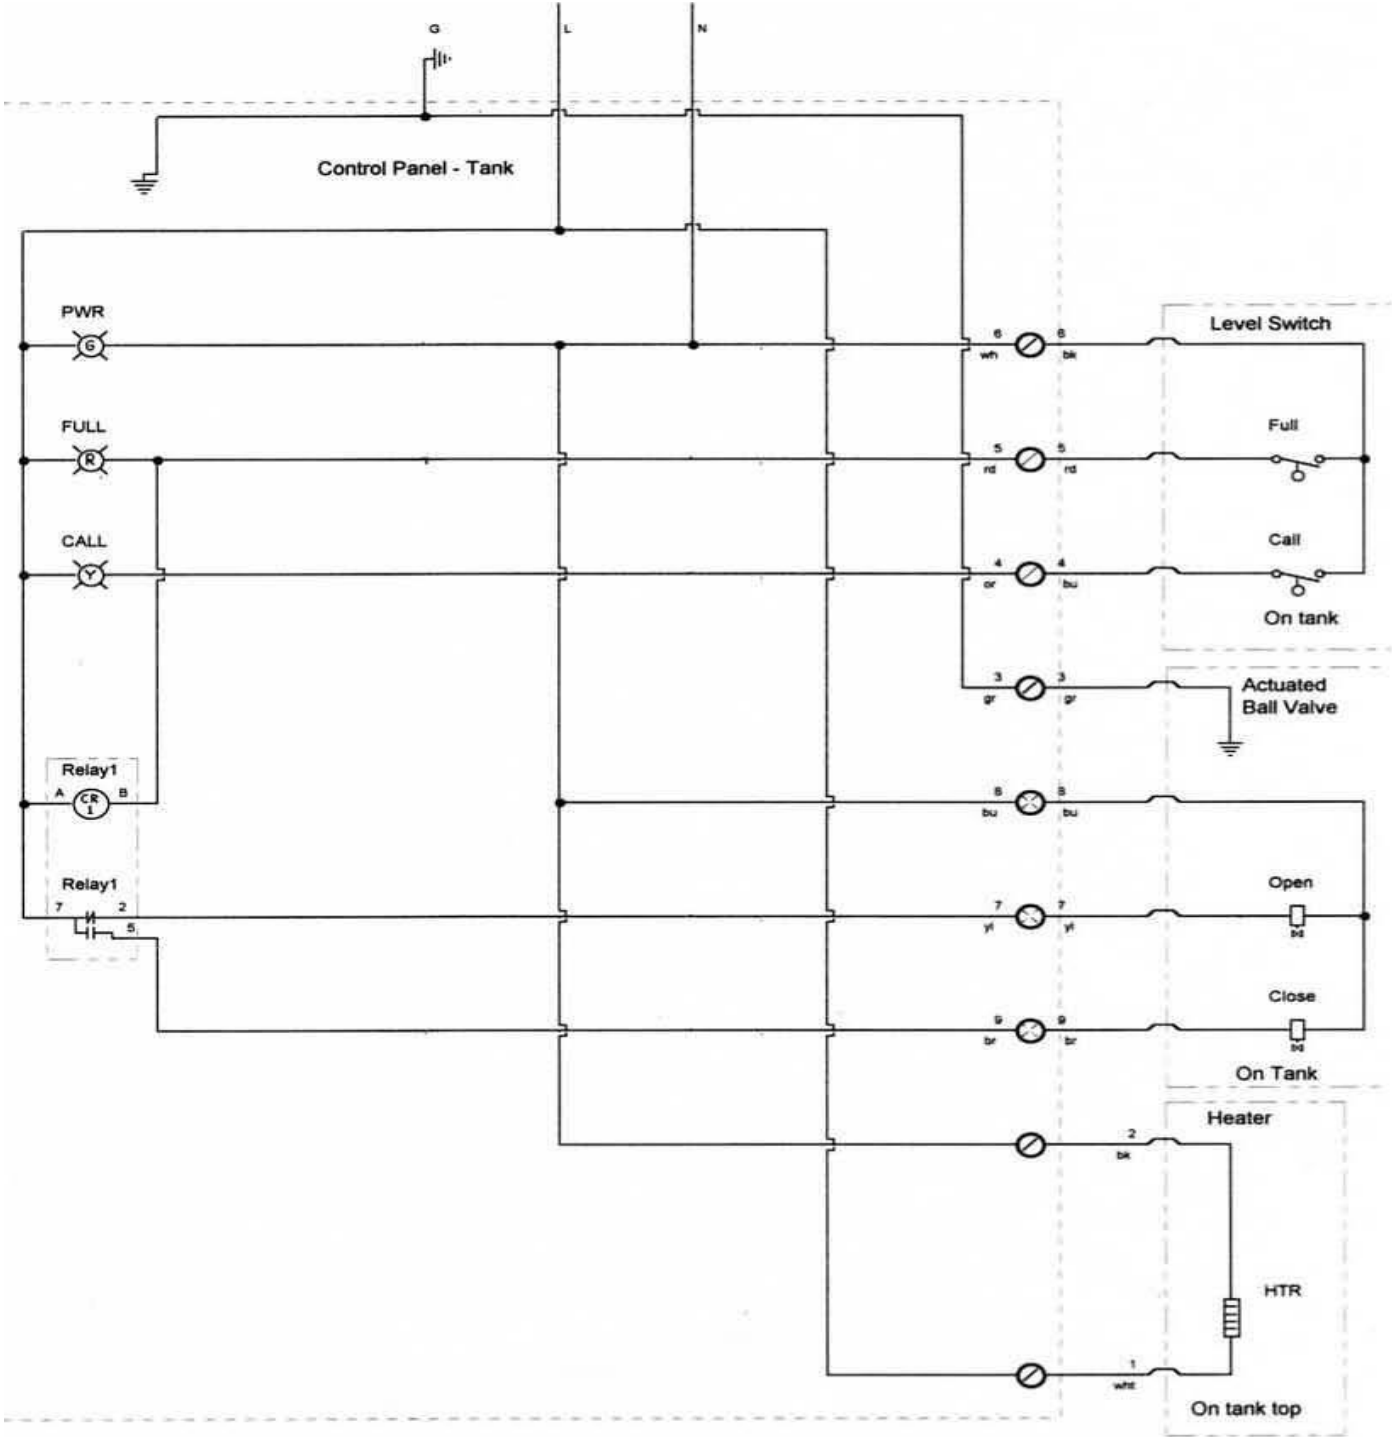 G
L
N
Control Panel - Tank
PWR
G
6
wh
6
bk
Level Switch
FULL
R
5
rd
5
rd
Full
CALL
Y
4
or
4
bu
Call
On tank
3
gr
3
gr
Actuated
Ball Valve
Relay1
A
CR
1
B
8
bu
8
bu
Relay1
7
2
5
7
yl
7
yl
Open
9
br
9
br
Close
On Tank
2
bk
Heater
HTR
1
wht
On tank top